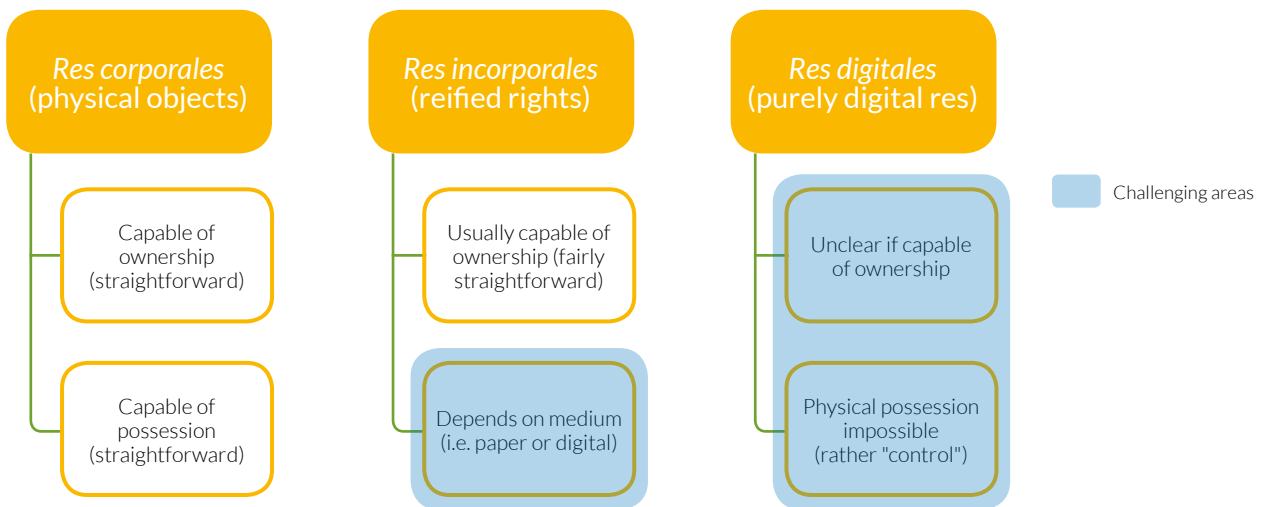 Res corporales
(physical objects)
Capable of
ownership
(straightforward)
Capable of
possession
(straightforward)
Res incorporales
(reified rights)
Usually capable of
ownership (fairly
straightforward)
Depends on medium
(i.e. paper or digital)
Res digitales
(purely digital res)
Unclear if capable
of ownership
Physical possession
impossible
(rather "control")
Challenging areas